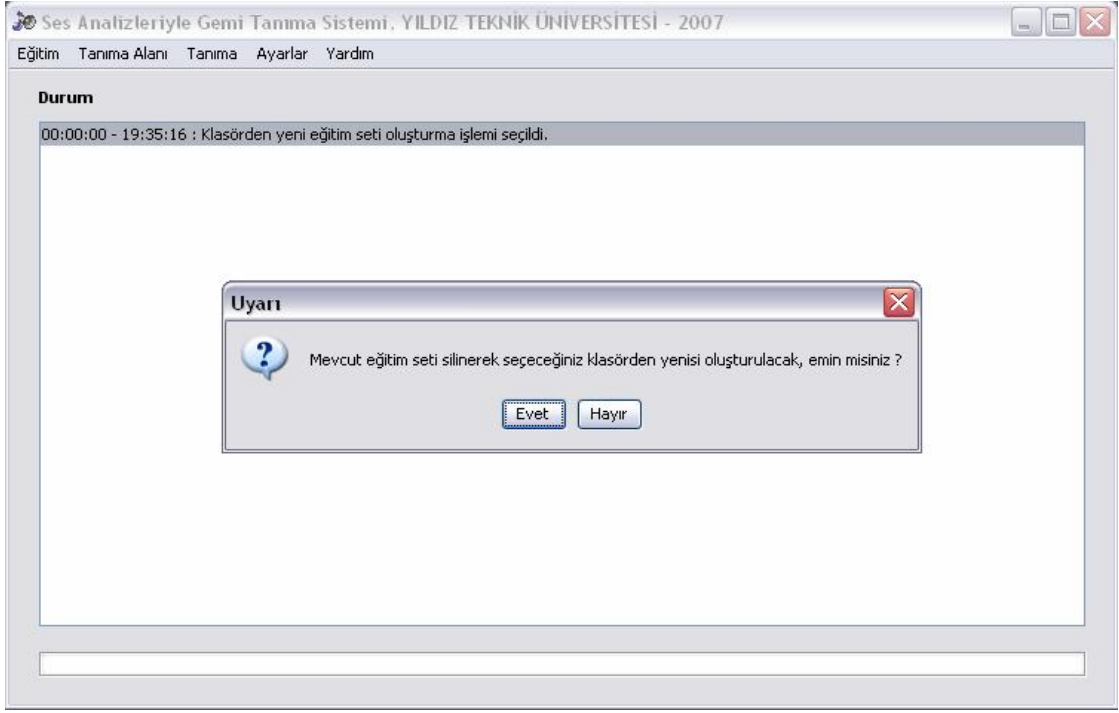 Ses Analizleriyle Gemi Tanıma Sistemi, YILDIZ TEKNİK ÜNİVERSİTESİ - 2007
Eğitim Tanıma Alanı Tanıma Ayarlar Yardım
Durum
00:00:00 - 19:35:16 : Klasörden yeni eğitim seti oluşturma işlemi seçildi.
Uyarı
Mevcut eğitim seti silinerek seçeceğiniz klasörden yenisi oluşturulacak, emin misiniz ?
Evet Hayır